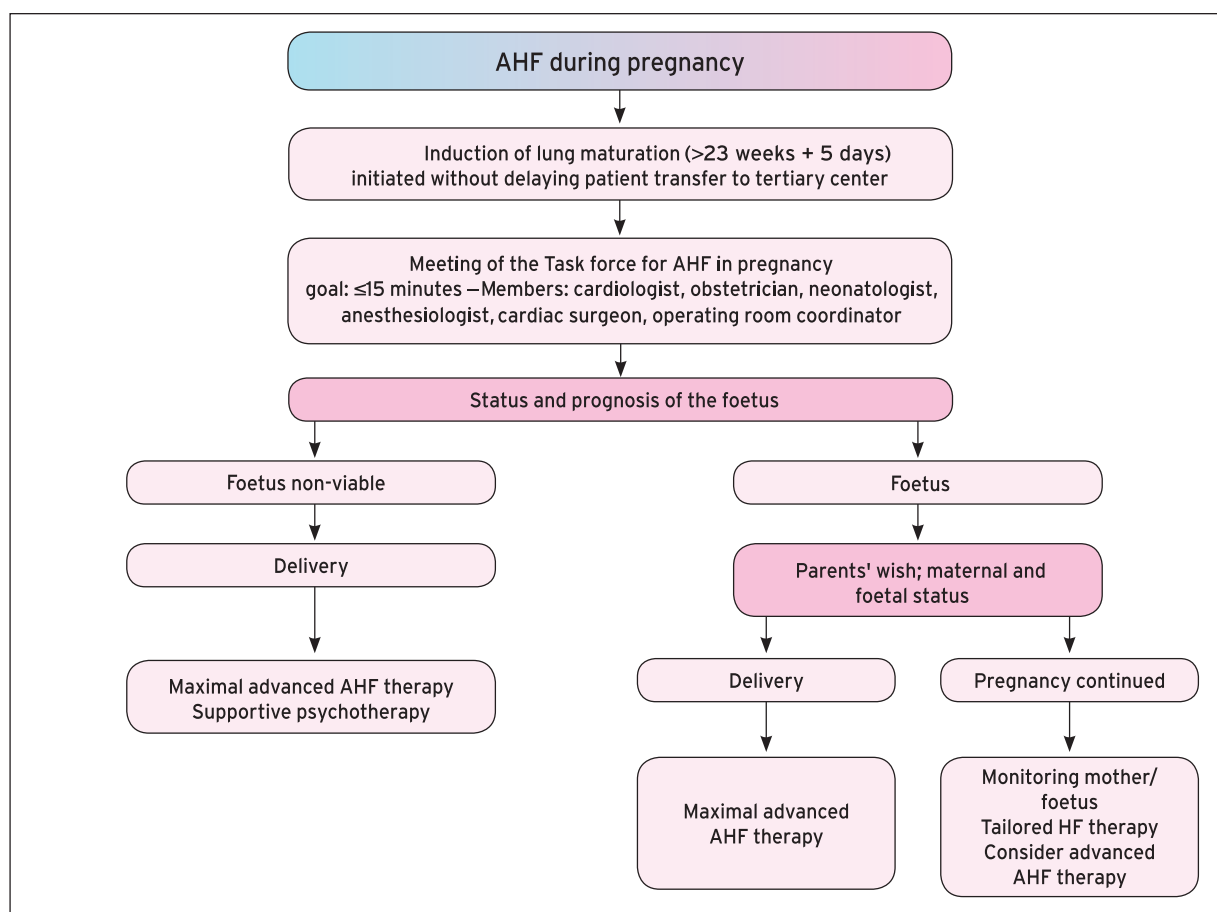 AHF during pregnancy
Induction of lung maturation (>23 weeks + 5 days)
initiated without delaying patient transfer to tertiary center
Meeting of the Task force for AHF in pregnancy
goal: ≤15 minutes –Members: cardiologist, obstetrician, neonatologist,
anesthesiologist, cardiac surgeon, operating room coordinator
Status and prognosis of the foetus
Foetus non-viable
Foetus
Delivery
Parents' wish; maternal and
foetal status
Maximal advanced AHF therapy
Supportive psychotherapy
Delivery
Pregnancy continued
Maximal advanced
AHF therapy
Monitoring mother/
foetus
Tailored HF therapy
Consider advanced
AHF therapy